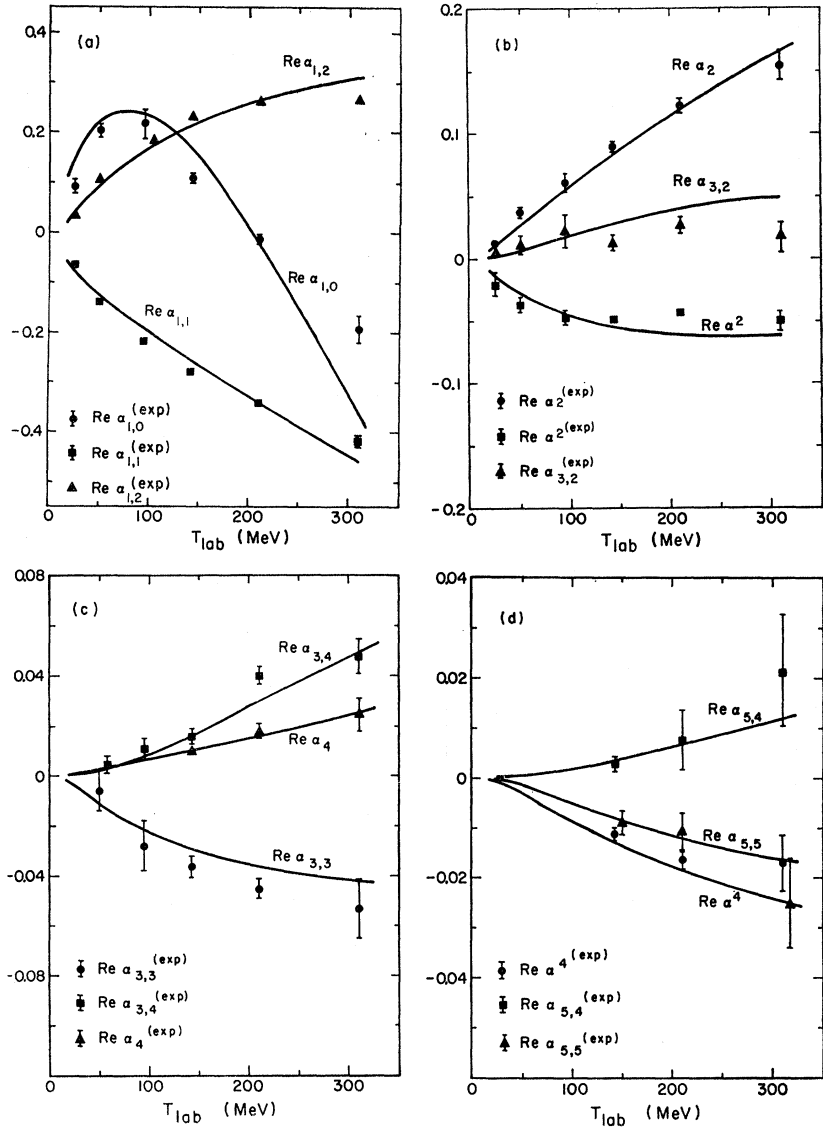 (a)
0.4
0.2
0
-0.2
-0.4
Re α1,2
Re α1,0
Re α1,1
Re α1,0(exp)
Re α1,1(exp)
Re α1,2(exp)
0 100 200 300
Tlab (MeV)
(b)
0.2
0.1
0
-0.1
-0.2
Re α2
Re α3,2
Re α²
Re α2(exp)
Re α²(exp)
Re α3,2(exp)
0 100 200 300
Tlab (MeV)
(c)
0.08
0.04
0
-0.04
-0.08
Re α3,4
Re α4
Re α3,3
Re α3,3(exp)
Re α3,4(exp)
Re α4(exp)
0 100 200 300
Tlab (MeV)
(d)
0.04
0.02
0
-0.02
-0.04
Re α5,4
Re α5,5
Re α⁴
Re α⁴(exp)
Re α5,4(exp)
Re α5,5(exp)
0 100 200 300
Tlab (MeV)